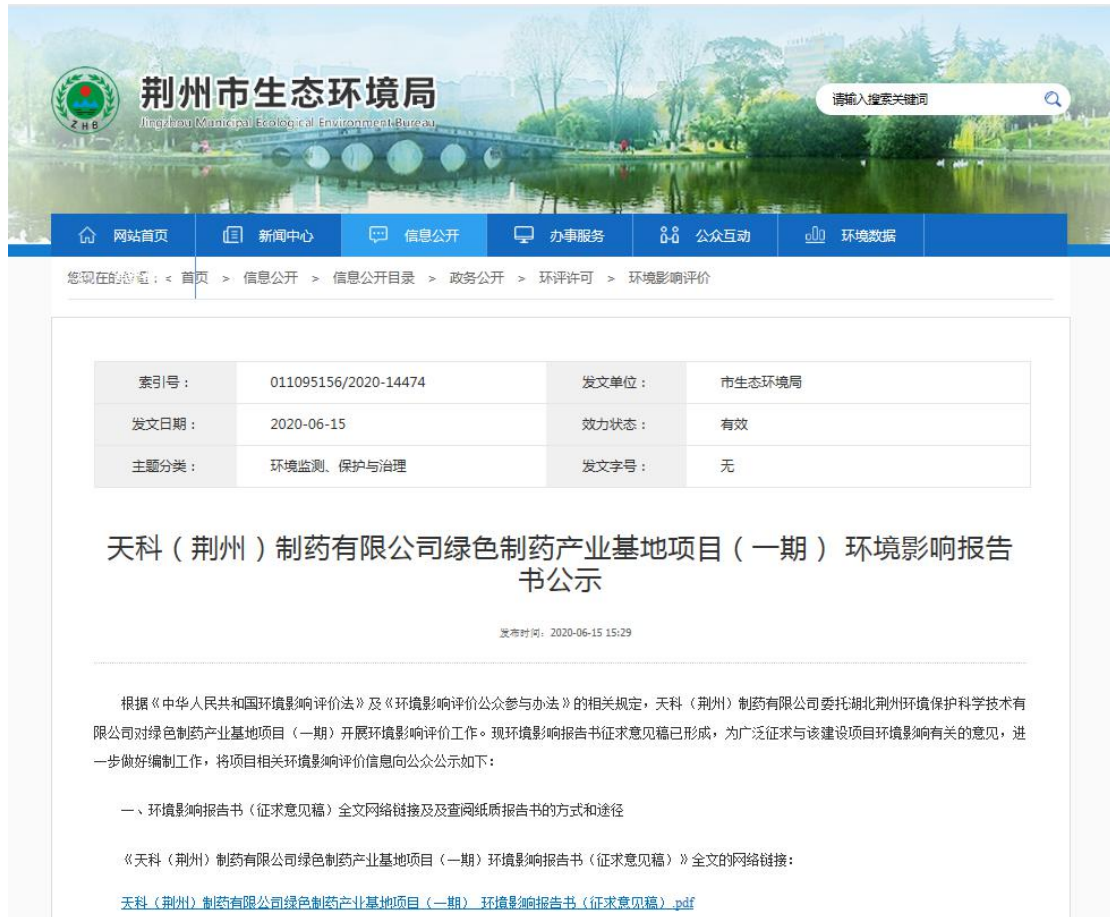 荆州市生态环境局
Jingzhou Municipal Ecological Environment Bureau
ZHB
请输入搜索关键词
网站首页 新闻中心 信息公开 办事服务 公众互动 环境数据
您现在的位置：< 首页 > 信息公开 > 信息公开目录 > 政务公开 > 环评许可 > 环境影响评价
索引号： 011095156/2020-14474 发文单位： 市生态环境局
发文日期： 2020-06-15 效力状态： 有效
主题分类： 环境监测、保护与治理 发文字号： 无
天科（荆州）制药有限公司绿色制药产业基地项目（一期） 环境影响报告
书公示
发布时间：2020-06-15 15:29
根据《中华人民共和国环境影响评价法》及《环境影响评价公众参与办法》的相关规定，天科（荆州）制药有限公司委托湖北荆州环境保护科学技术有
限公司对绿色制药产业基地项目（一期）开展环境影响评价工作。现环境影响报告书征求意见稿已形成，为广泛征求与该建设项目环境影响有关的意见，进
一步做好编制工作，将项目相关环境影响评价信息向公众公示如下：
一、环境影响报告书（征求意见稿）全文网络链接及及查阅纸质报告书的方式和途径
《天科（荆州）制药有限公司绿色制药产业基地项目（一期）环境影响报告书（征求意见稿）》全文的网络链接：
天科（荆州）制药有限公司绿色制药产业基地项目（一期） 环境影响报告书（征求意见稿）.pdf